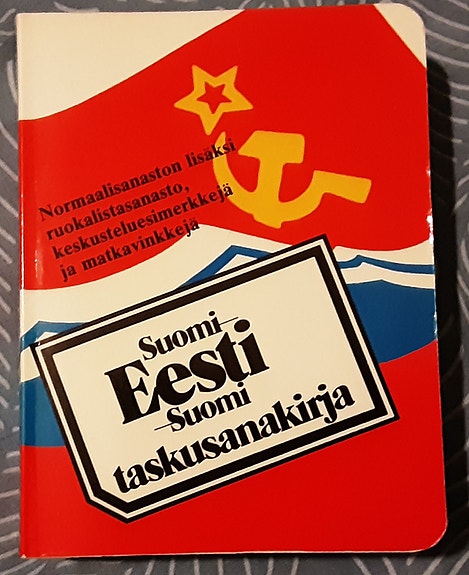 Normaalisanaston lisäksi
ruokalistasanasto,
keskusteluesimerkkejä
ja matkavinkkejä
Suomi–
Eesti
–Suomi
taskusanakirja